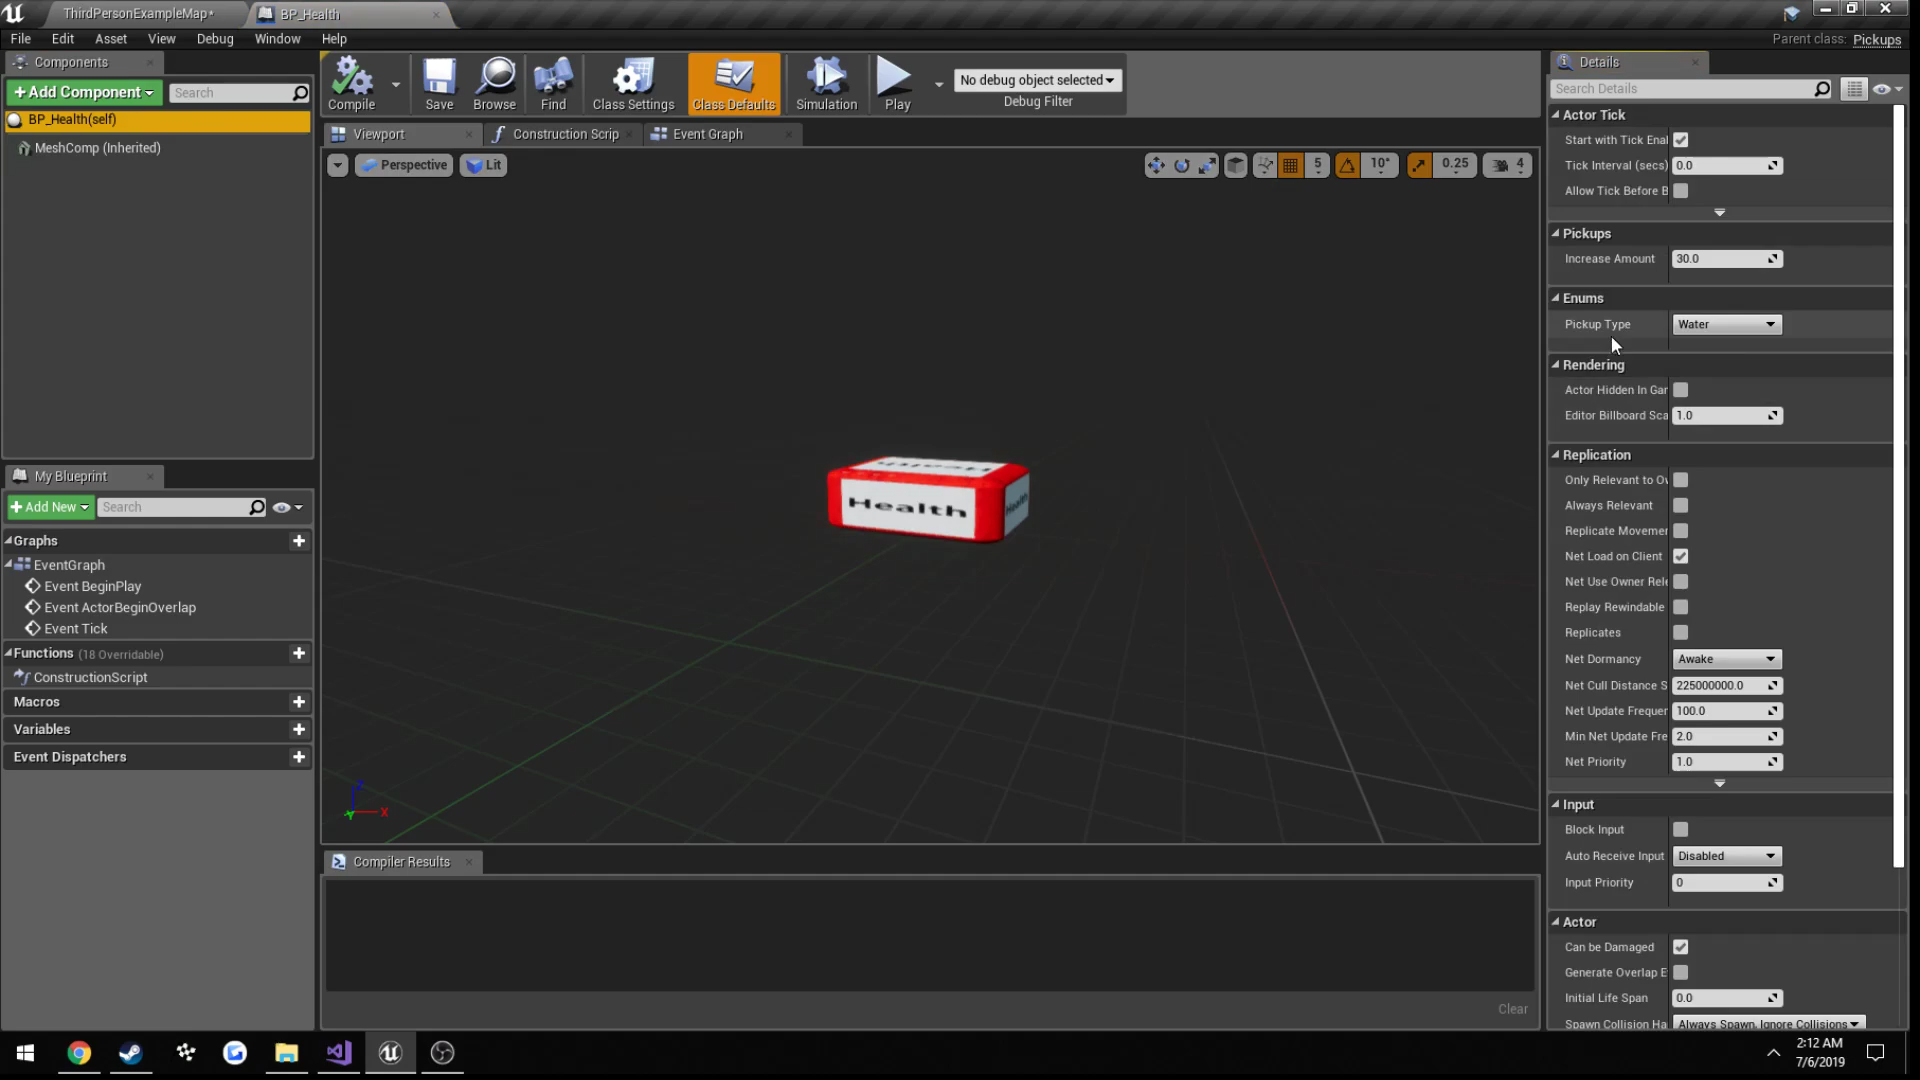 ThirdPersonExampleMap*
BP_Health
File Edit Asset View Debug Window Help
Parent class: Pickups
Components
+Add Component
Search
BP_Health(self)
MeshComp (Inherited)
Compile
Save
Browse
Find
Class Settings
Class Defaults
Simulation
Play
No debug object selected
Debug Filter
Viewport
Construction Scrip
Event Graph
Perspective
Lit
5
10°
0.25
4
Health
Health
Health
Z
X
Y
My Blueprint
+Add New
Search
Graphs
EventGraph
Event BeginPlay
Event ActorBeginOverlap
Event Tick
Functions (18 Overridable)
ConstructionScript
Macros
Variables
Event Dispatchers
Compiler Results
Clear
Details
Search Details
Actor Tick
Start with Tick Enal
Tick Interval (secs) 0.0
Allow Tick Before B
Pickups
Increase Amount 30.0
Enums
Pickup Type Water
Rendering
Actor Hidden In Gar
Editor Billboard Sca 1.0
Replication
Only Relevant to Ov
Always Relevant
Replicate Movemer
Net Load on Client
Net Use Owner Rele
Replay Rewindable
Replicates
Net Dormancy Awake
Net Cull Distance S 225000000.0
Net Update Frequer 100.0
Min Net Update Fre 2.0
Net Priority 1.0
Input
Block Input
Auto Receive Input Disabled
Input Priority 0
Actor
Can be Damaged
Generate Overlap E
Initial Life Span 0.0
Spawn Collision Ha Always Spawn, Ignore Collisions
2:12 AM
7/6/2019